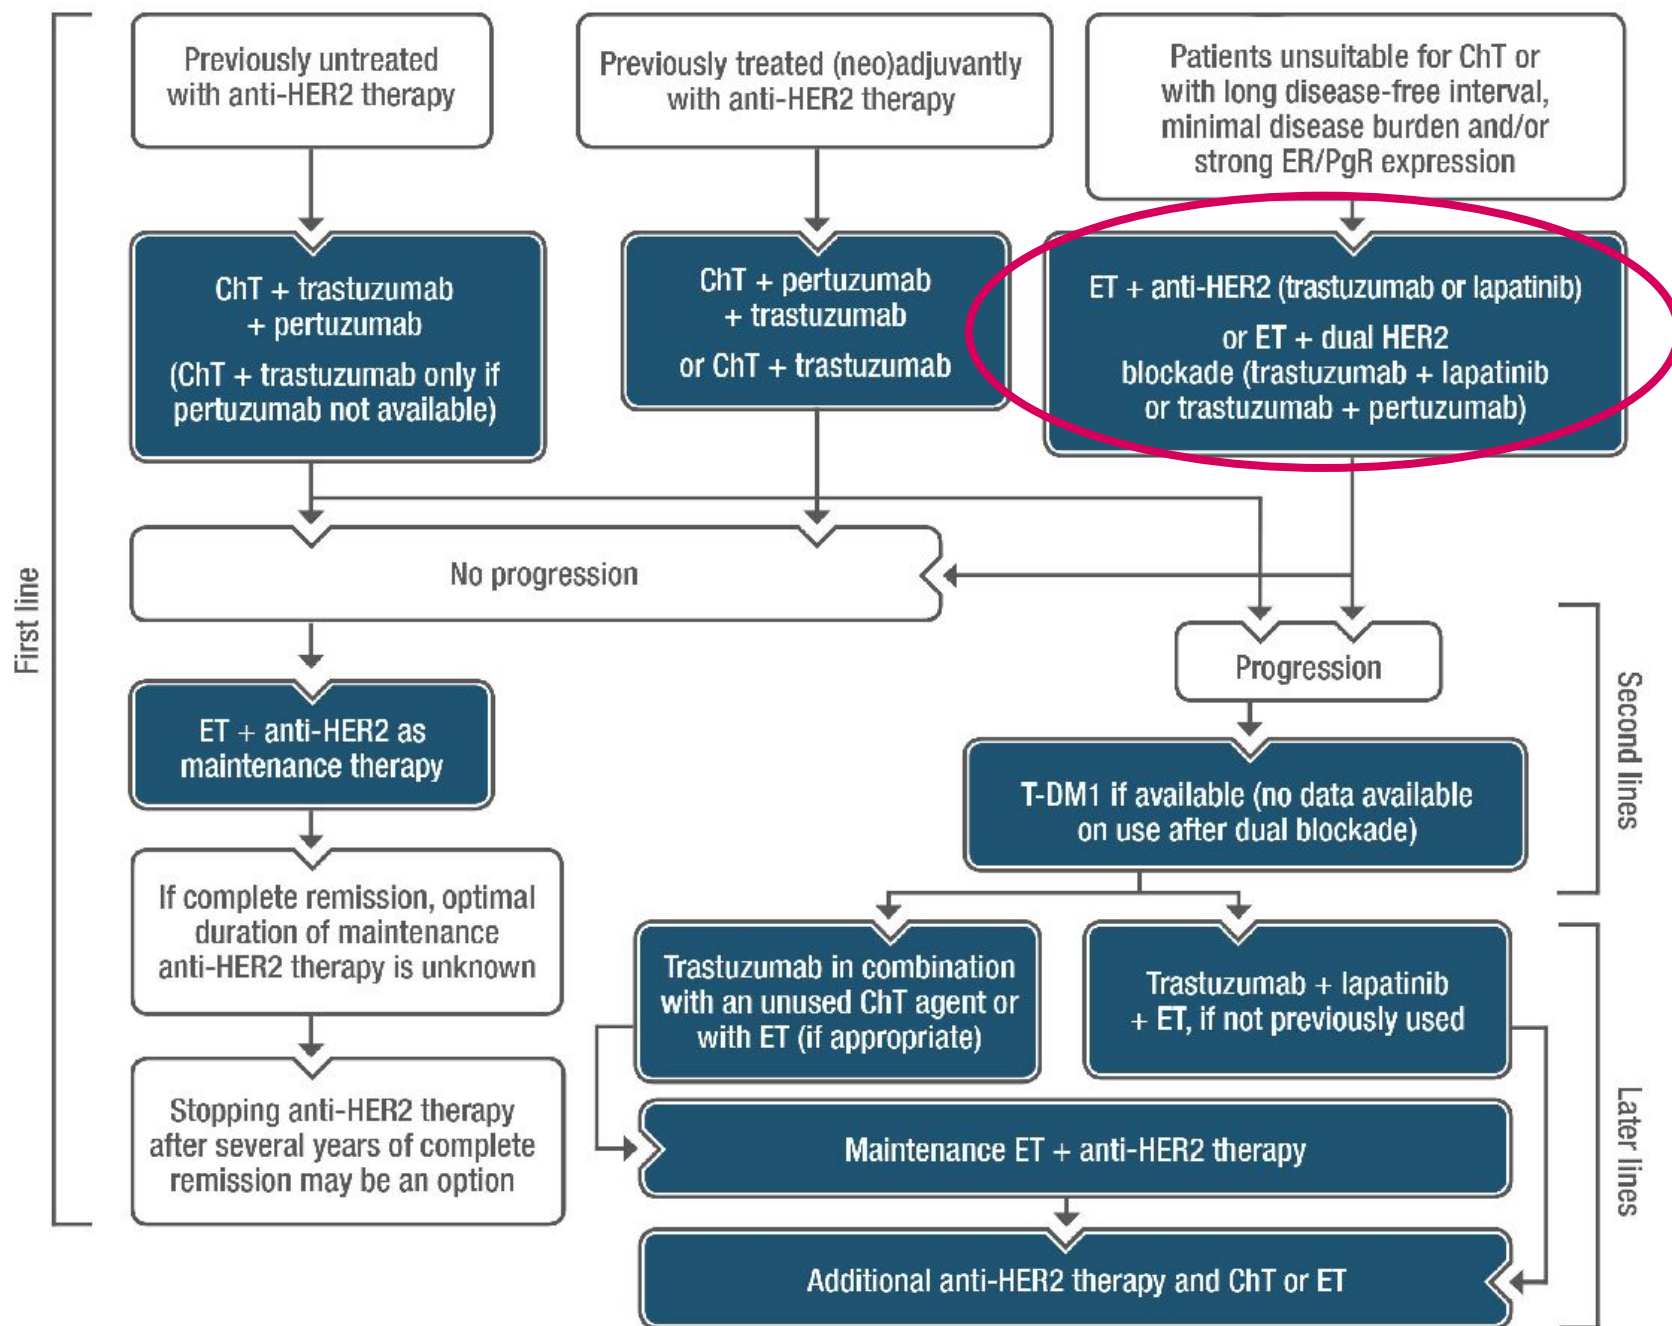 Previously untreated
with anti-HER2 therapy
Previously treated (neo)adjuvantly
with anti-HER2 therapy
Patients unsuitable for ChT or
with long disease-free interval,
minimal disease burden and/or
strong ER/PgR expression
ChT + trastuzumab
+ pertuzumab
(ChT + trastuzumab only if
pertuzumab not available)
ChT + pertuzumab
+ trastuzumab
or ChT + trastuzumab
ET + anti-HER2 (trastuzumab or lapatinib)
or ET + dual HER2
blockade (trastuzumab + lapatinib
or trastuzumab + pertuzumab)
First line
No progression
Progression
Second lines
ET + anti-HER2 as
maintenance therapy
T-DM1 if available (no data available
on use after dual blockade)
If complete remission, optimal
duration of maintenance
anti-HER2 therapy is unknown
Trastuzumab in combination
with an unused ChT agent or
with ET (if appropriate)
Trastuzumab + lapatinib
+ ET, if not previously used
Later lines
Stopping anti-HER2 therapy
after several years of complete
remission may be an option
Maintenance ET + anti-HER2 therapy
Additional anti-HER2 therapy and ChT or ET